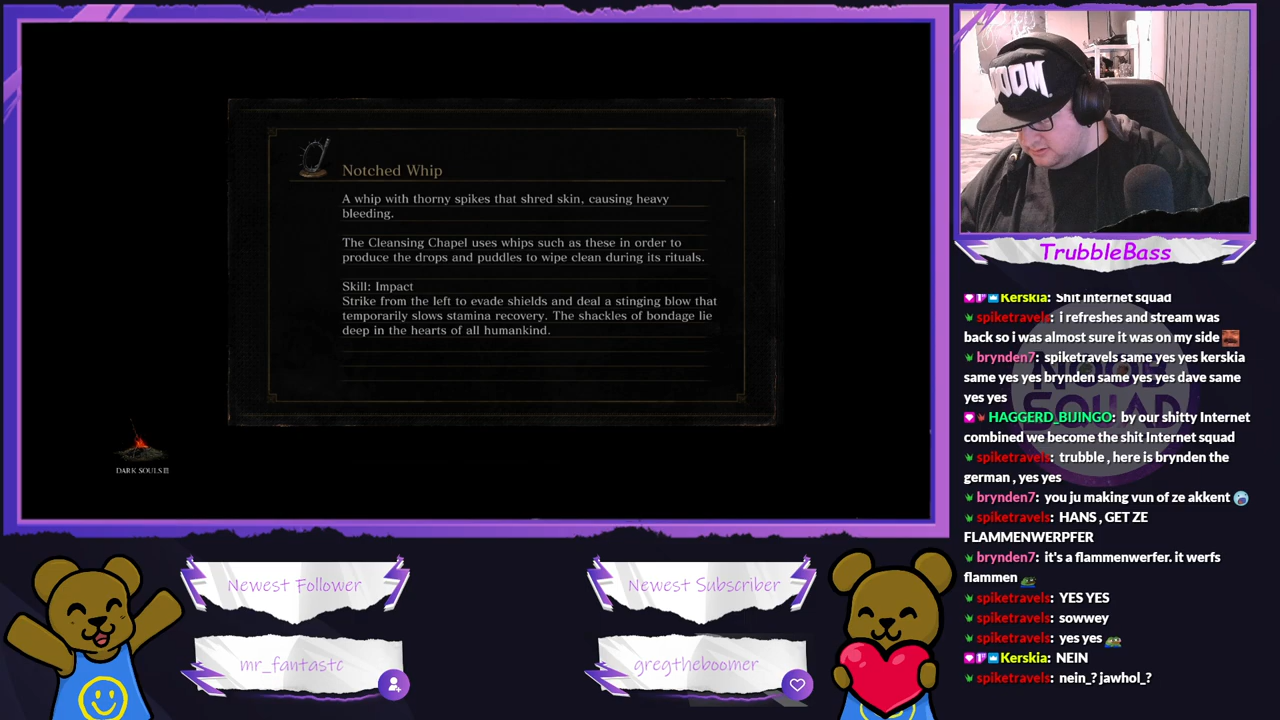 Notched Whip
A whip with thorny spikes that shred skin, causing heavy
bleeding.
The Cleansing Chapel uses whips such as these in order to
produce the drops and puddles to wipe clean during its rituals.
Skill: Impact
Strike from the left to evade shields and deal a stinging blow that
temporarily slows stamina recovery. The shackles of bondage lie
deep in the hearts of all humankind.
DARK SOULS III
DOOM
TrubbleBass
Kerskia: Shit internet squad
spiketravels: i refreshes and stream was
back so i was almost sure it was on my side
brynden7: spiketravels same yes yes kerskia
same yes yes brynden same yes yes dave same
yes yes
HAGGERD_BIJINGO: by our shitty Internet
combined we become the shit Internet squad
spiketravels: trubble , here is brynden the
german , yes yes
brynden7: you ju making vun of ze akkent
spiketravels: HANS , GET ZE
FLAMMENWERPFER
brynden7: it's a flammenwerfer. it werfs
flammen
spiketravels: YES YES
spiketravels: sowwey
spiketravels: yes yes
Kerskia: NEIN
spiketravels: nein_? jawhol_?
NOOB
SQUAD
Newest Follower
mr_fantastc
Newest Subscriber
gregtheboomer